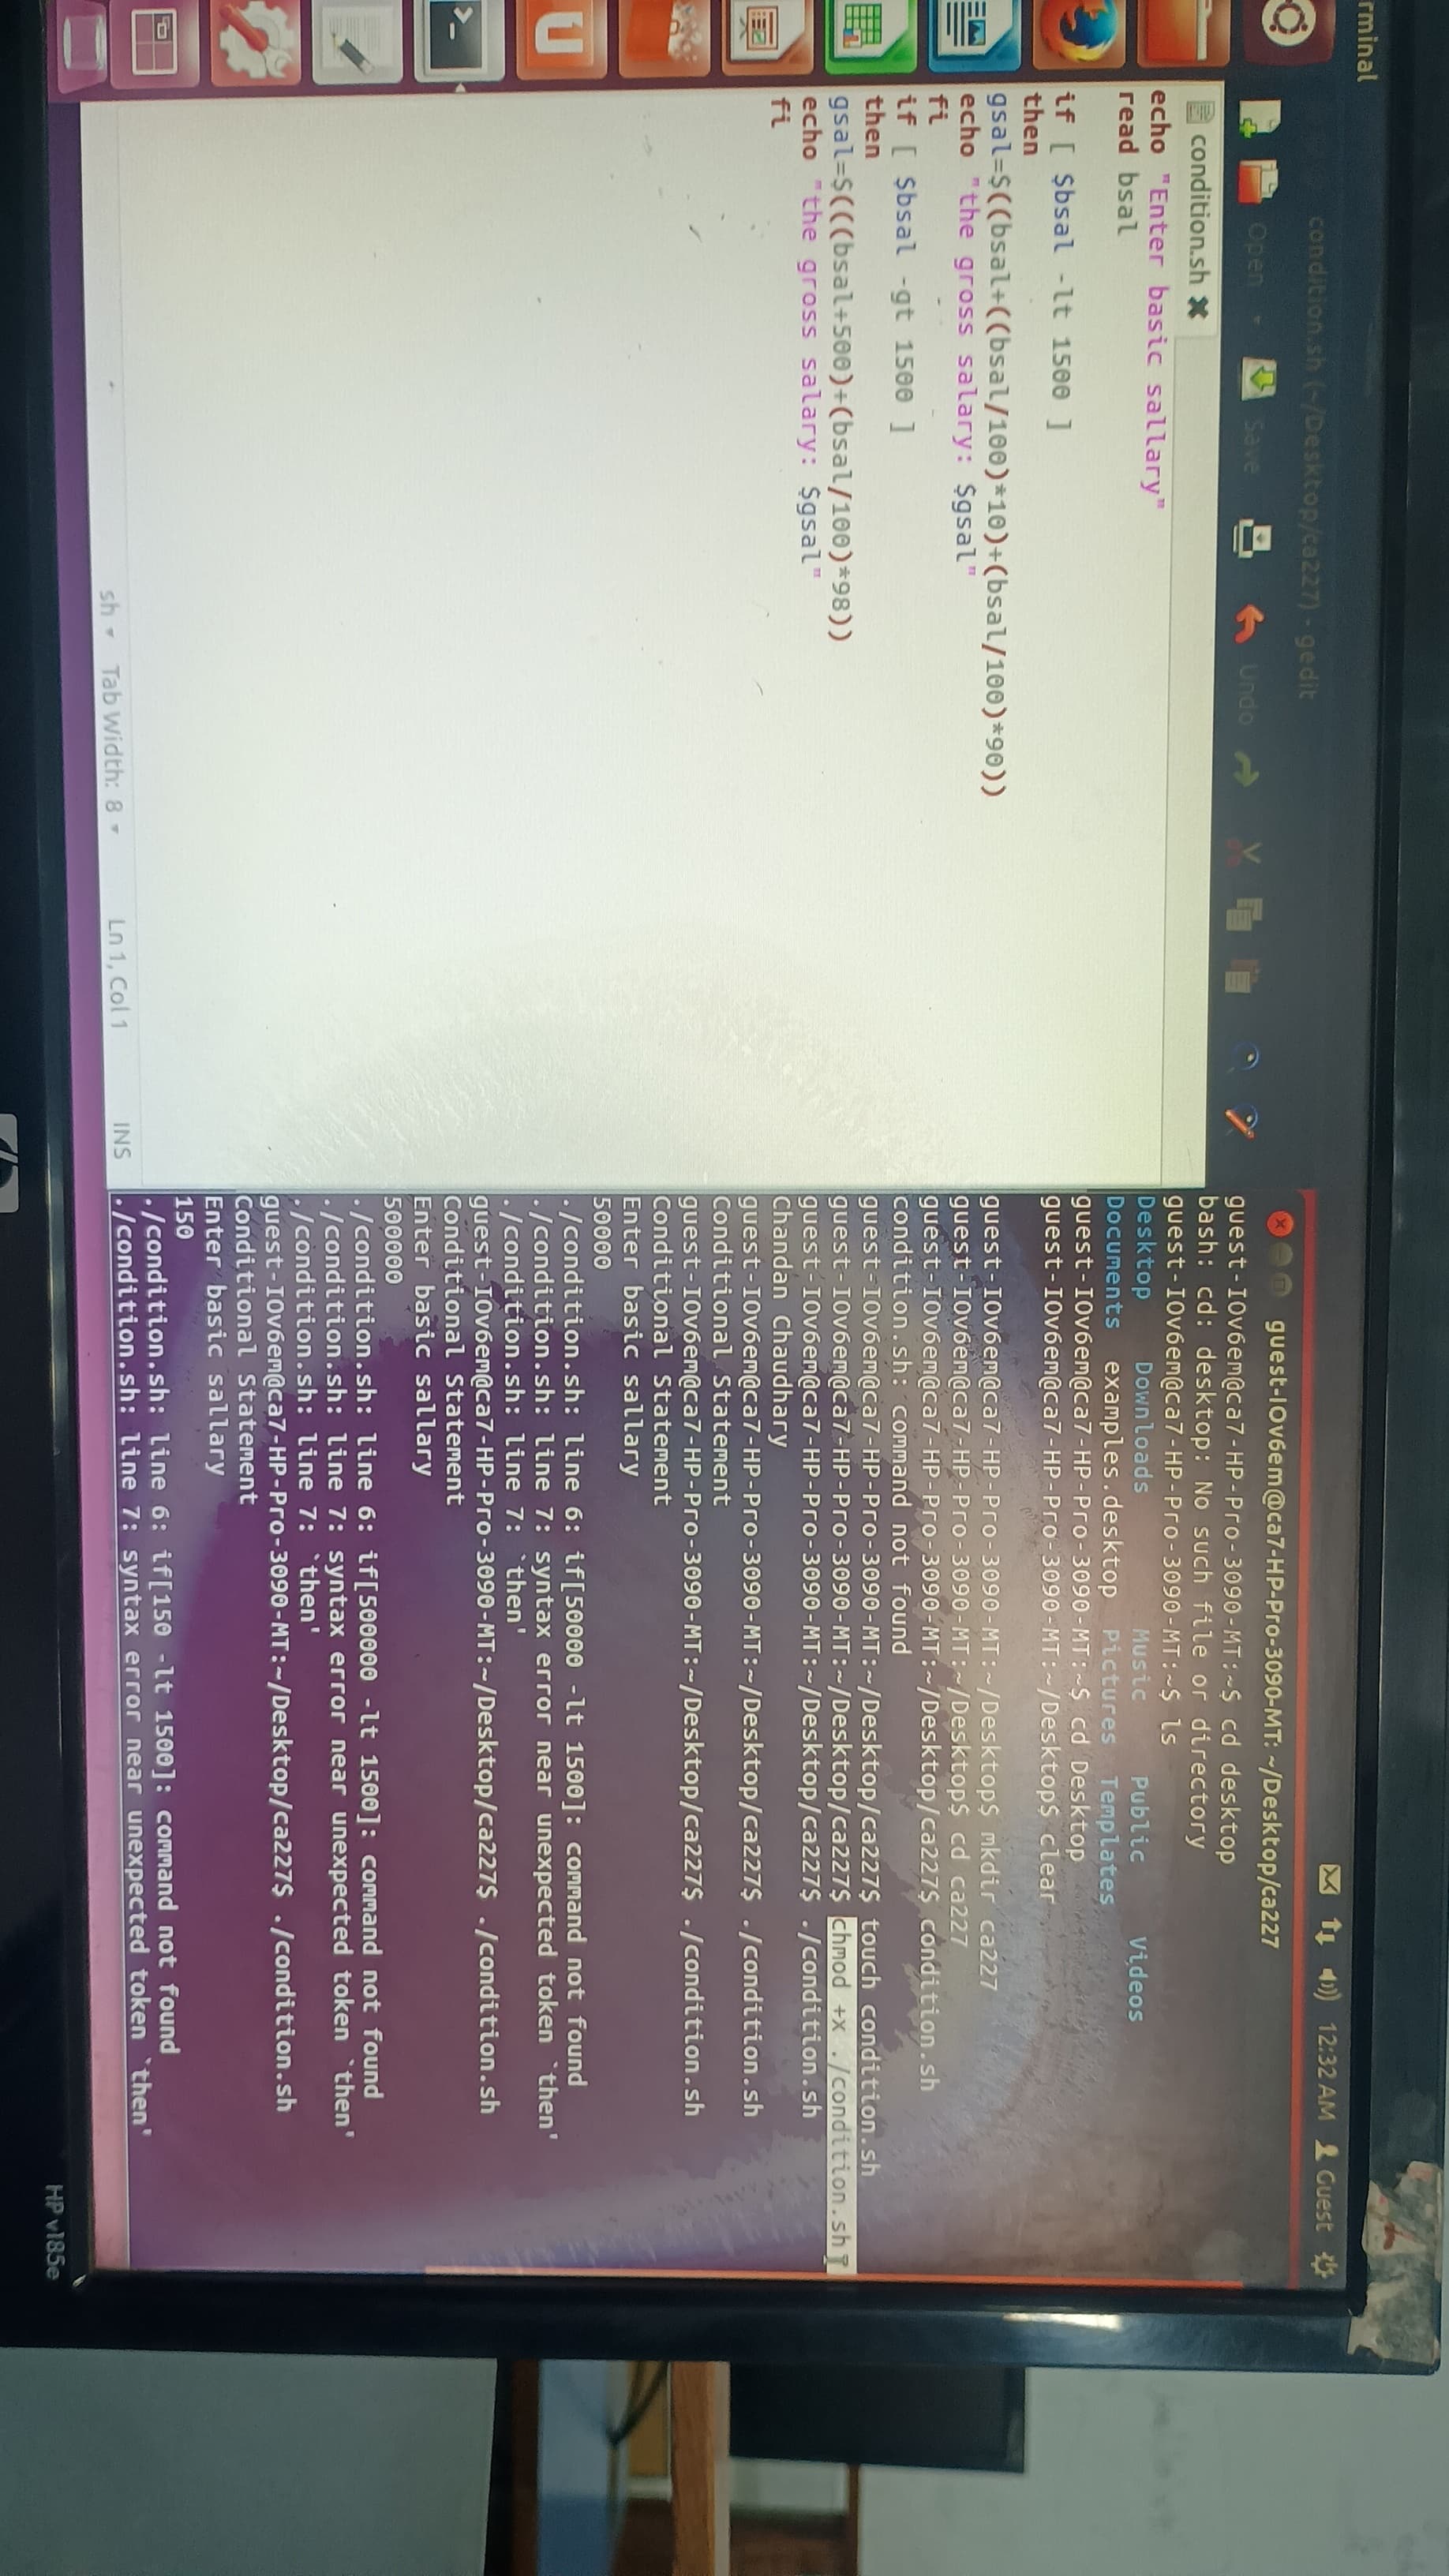 rminal
12:32 AM Guest
condition.sh (~/Desktop/ca227) - gedit
Open Save Undo
condition.sh
echo "Enter basic sallary"
read bsal
if [ $bsal -lt 1500 ]
then
gsal=$((bsal+((bsal/100)*10)+(bsal/100)*90))
echo "the gross salary: $gsal"
fi
if [ $bsal -gt 1500 ]
then
gsal=$(((bsal+500)+(bsal/100)*98))
echo "the gross salary: $gsal"
fi
sh Tab Width: 8 Ln 1, Col 1 INS
guest-IOv6em@ca7-HP-Pro-3090-MT: ~/Desktop/ca227
guest-IOv6em@ca7-HP-Pro-3090-MT:~$ cd desktop
bash: cd: desktop: No such file or directory
guest-IOv6em@ca7-HP-Pro-3090-MT:~$ ls
Desktop Downloads Music Public Videos
Documents examples.desktop Pictures Templates
guest-IOv6em@ca7-HP-Pro-3090-MT:~$ cd Desktop
guest-IOv6em@ca7-HP-Pro-3090-MT:~/Desktop$ clear
guest-IOv6em@ca7-HP-Pro-3090-MT:~/Desktop$ mkdir ca227
guest-IOv6em@ca7-HP-Pro-3090-MT:~/Desktop$ cd ca227
guest-IOv6em@ca7-HP-Pro-3090-MT:~/Desktop/ca227$ condition.sh
condition.sh: command not found
guest-IOv6em@ca7-HP-Pro-3090-MT:~/Desktop/ca227$ touch condition.sh
guest-IOv6em@ca7-HP-Pro-3090-MT:~/Desktop/ca227$ chmod +x ./condition.sh
guest-IOv6em@ca7-HP-Pro-3090-MT:~/Desktop/ca227$ ./condition.sh
Chandan Chaudhary
guest-IOv6em@ca7-HP-Pro-3090-MT:~/Desktop/ca227$ ./condition.sh
Conditional Statement
guest-IOv6em@ca7-HP-Pro-3090-MT:~/Desktop/ca227$ ./condition.sh
Conditional Statement
Enter basic sallary
50000
./condition.sh: line 6: if[50000 -lt 1500]: command not found
./condition.sh: line 7: syntax error near unexpected token `then'
./condition.sh: line 7: `then'
guest-IOv6em@ca7-HP-Pro-3090-MT:~/Desktop/ca227$ ./condition.sh
Conditional Statement
Enter basic sallary
500000
./condition.sh: line 6: if[500000 -lt 1500]: command not found
./condition.sh: line 7: syntax error near unexpected token `then'
./condition.sh: line 7: `then'
guest-IOv6em@ca7-HP-Pro-3090-MT:~/Desktop/ca227$ ./condition.sh
Conditional Statement
Enter basic sallary
150
./condition.sh: line 6: if[150 -lt 1500]: command not found
./condition.sh: line 7: syntax error near unexpected token `then'
HP v185e